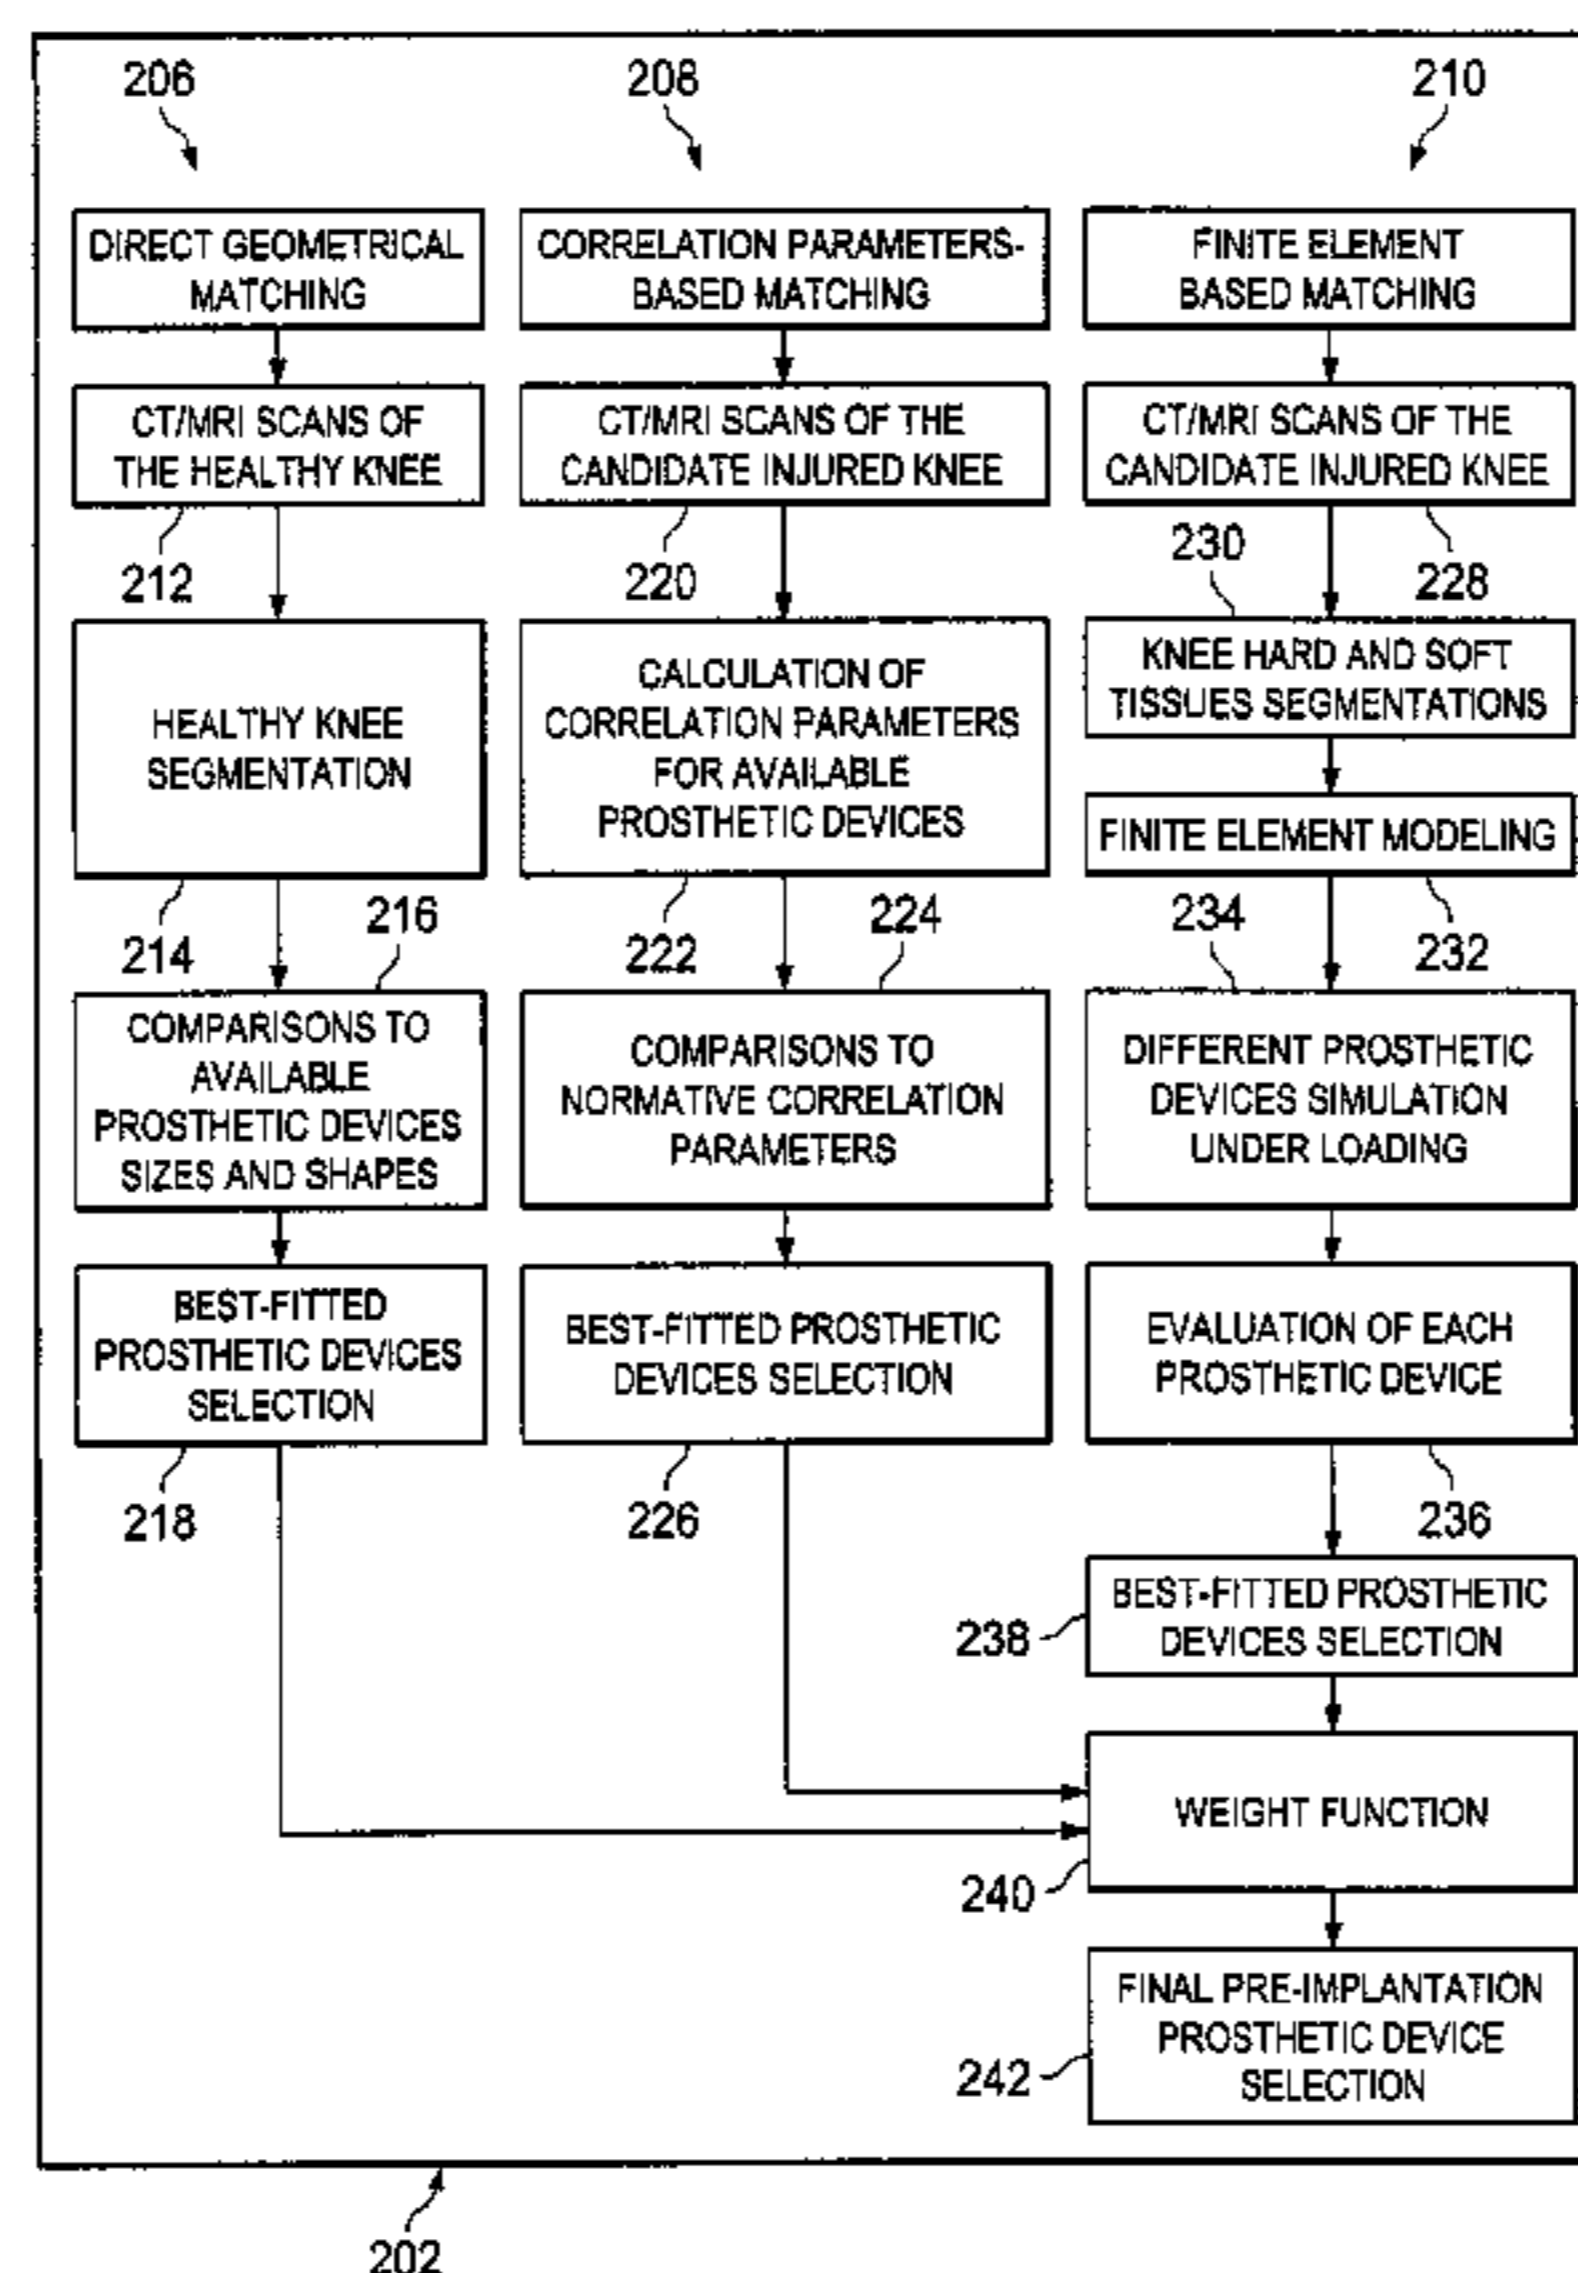 206
208
210
DIRECT GEOMETRICAL
MATCHING
CORRELATION PARAMETERS-
BASED MATCHING
FINITE ELEMENT
BASED MATCHING
CT/MRI SCANS OF
THE HEALTHY KNEE
CT/MRI SCANS OF THE
CANDIDATE INJURED KNEE
CT/MRI SCANS OF THE
CANDIDATE INJURED KNEE
212
220
230
228
HEALTHY KNEE
SEGMENTATION
CALCULATION OF
CORRELATION PARAMETERS
FOR AVAILABLE
PROSTHETIC DEVICES
KNEE HARD AND SOFT
TISSUES SEGMENTATIONS
FINITE ELEMENT MODELING
214
216
222
224
234
232
COMPARISONS TO
AVAILABLE
PROSTHETIC DEVICES
SIZES AND SHAPES
COMPARISONS TO
NORMATIVE CORRELATION
PARAMETERS
DIFFERENT PROSTHETIC
DEVICES SIMULATION
UNDER LOADING
BEST-FITTED
PROSTHETIC DEVICES
SELECTION
BEST-FITTED PROSTHETIC
DEVICES SELECTION
EVALUATION OF EACH
PROSTHETIC DEVICE
218
226
236
BEST-FITTED PROSTHETIC
DEVICES SELECTION
238
WEIGHT FUNCTION
240
FINAL PRE-IMPLANTATION
PROSTHETIC DEVICE
SELECTION
242
202